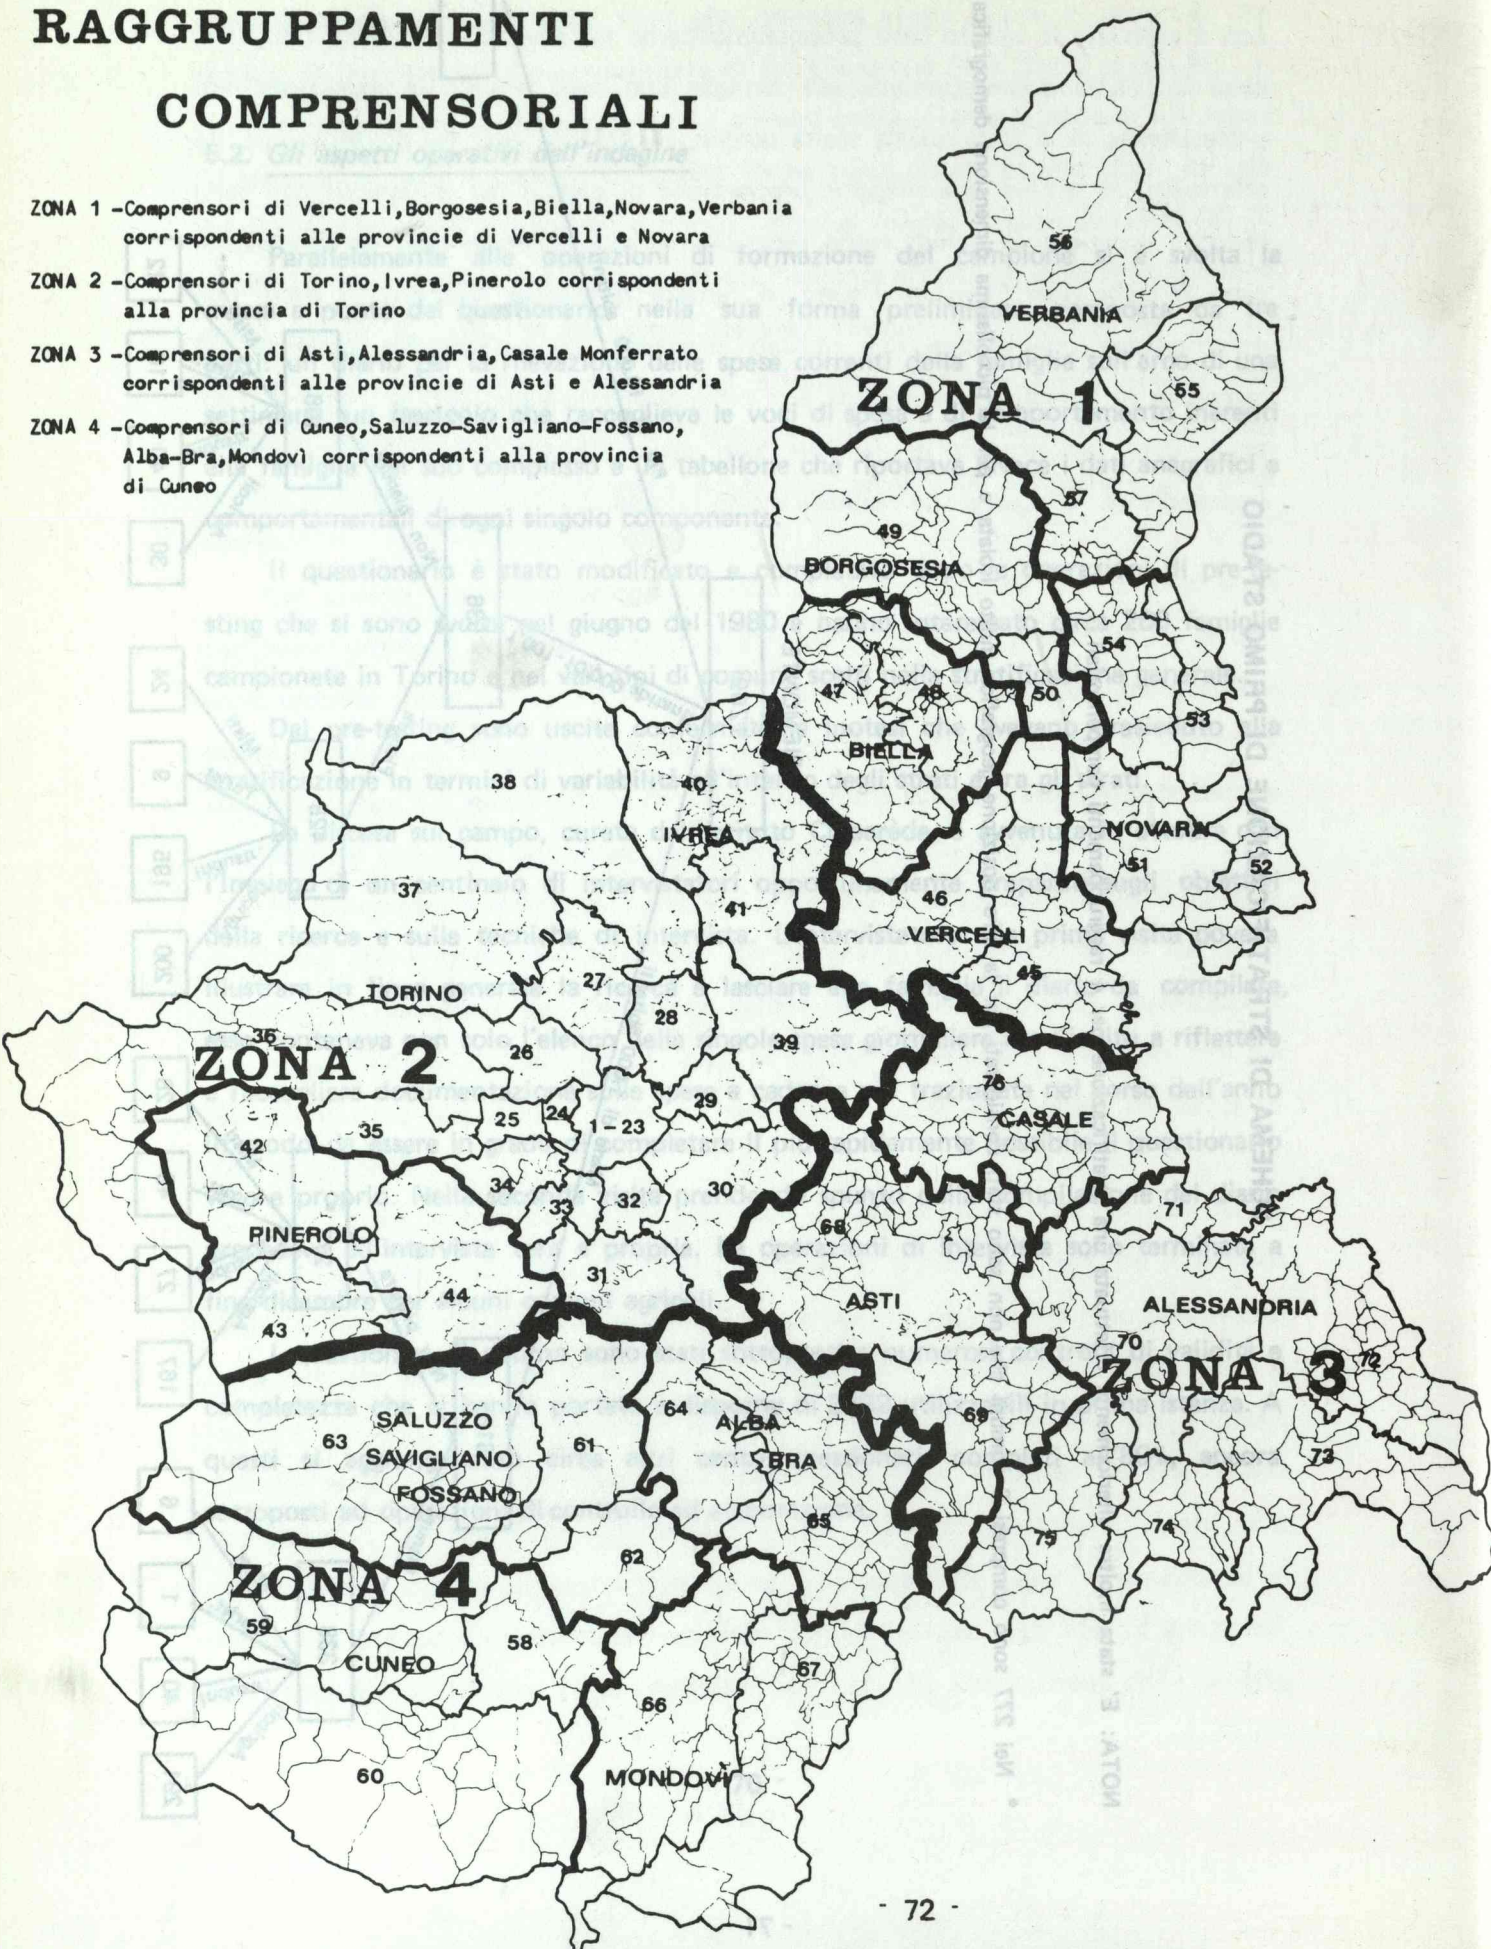 RAGGRUPPAMENTI
COMPRENSORIALI
ZONA 1 -Comprensori di Vercelli,Borgosesia,Biella,Novara,Verbania
corrispondenti alle provincie di Vercelli e Novara
ZONA 2 -Comprensori di Torino,Ivrea,Pinerolo corrispondenti
alla provincia di Torino
ZONA 3 -Comprensori di Asti,Alessandria,Casale Monferrato
corrispondenti alle provincie di Asti e Alessandria
ZONA 4 -Comprensori di Cuneo,Saluzzo-Savigliano-Fossano,
Alba-Bra,Mondovì corrispondenti alla provincia
di Cuneo
56
VERBANIA
ZONA 1
65
57
49
BORGOSESIA
54
47
48
50
53
BIELLA
38
40
IVREA
NOVARA
51
52
37
41
46
VERCELLI
45
27
TORINO
28
36
ZONA 2
26
39
76
CASALE
25
24
1-23
29
35
42
34
33
32
30
68
71
PINEROLO
31
44
43
ASTI
ALESSANDRIA
70
ZONA 3
72
69
73
SALUZZO
63
SAVIGLIANO
FOSSANO
61
64
ALBA
BRA
65
62
75
74
ZONA 4
59
58
CUNEO
67
66
60
MONDOVI'
- 72 -